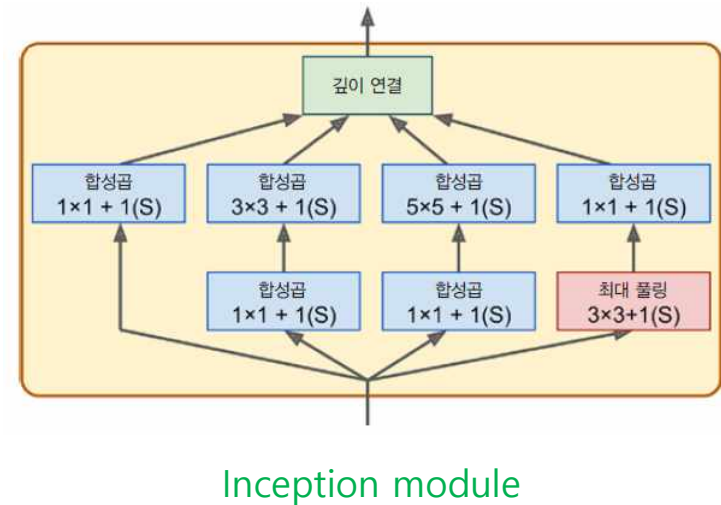 깊이 연결
합성곱
1×1 + 1(S)
합성곱
3×3 + 1(S)
합성곱
5×5 + 1(S)
합성곱
1×1 + 1(S)
합성곱
1×1 + 1(S)
합성곱
1×1 + 1(S)
최대 풀링
3×3+1(S)
Inception module